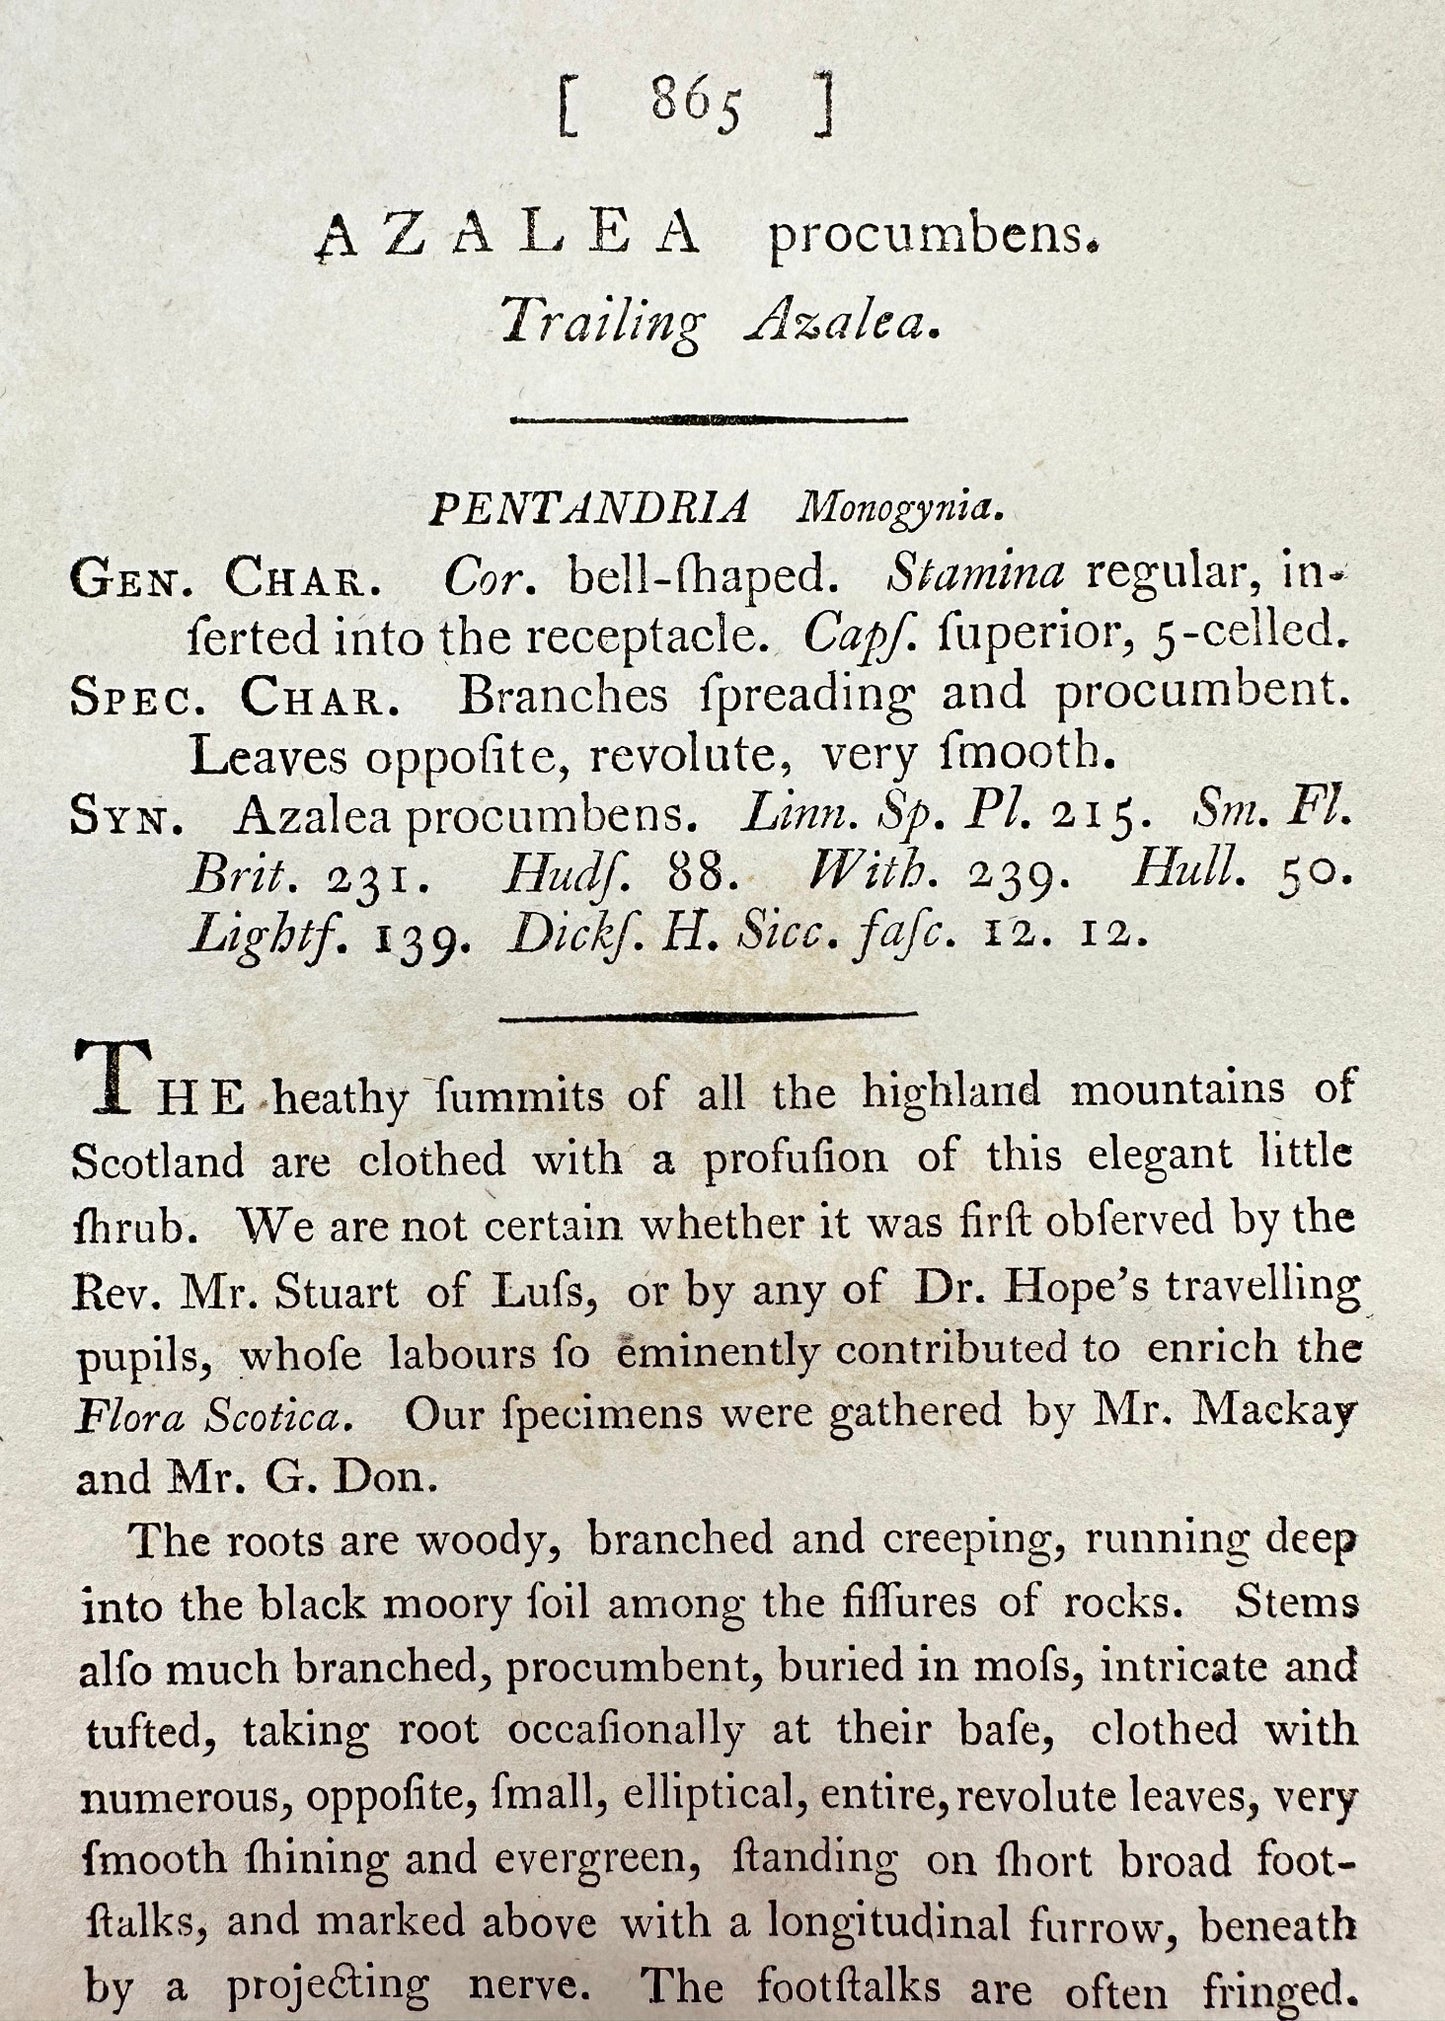 [ 865 ]
AZALEA procumbens.
Trailing Azalea.
PENTANDRIA Monogynia.
GEN. CHAR. Cor. bell-ſhaped. Stamina regular, in-
ſerted into the receptacle. Capſ. ſuperior, 5-celled.
SPEC. CHAR. Branches ſpreading and procumbent.
Leaves oppoſite, revolute, very ſmooth.
SYN. Azalea procumbens. Linn. Sp. Pl. 215. Sm. Fl.
Brit. 231. Hudſ. 88. With. 239. Hull. 50.
Lightf. 139. Dickſ. H. Sicc. faſc. 12. 12.
THE heathy ſummits of all the highland mountains of
Scotland are clothed with a profuſion of this elegant little
ſhrub. We are not certain whether it was firſt obſerved by the
Rev. Mr. Stuart of Luſs, or by any of Dr. Hope's travelling
pupils, whoſe labours ſo eminently contributed to enrich the
Flora Scotica. Our ſpecimens were gathered by Mr. Mackay
and Mr. G. Don.
The roots are woody, branched and creeping, running deep
into the black moory ſoil among the fiſſures of rocks. Stems
alſo much branched, procumbent, buried in moſs, intricate and
tufted, taking root occaſionally at their baſe, clothed with
numerous, oppoſite, ſmall, elliptical, entire, revolute leaves, very
ſmooth ſhining and evergreen, ſtanding on ſhort broad foot-
ſtalks, and marked above with a longitudinal furrow, beneath
by a projecting nerve. The footſtalks are often fringed.